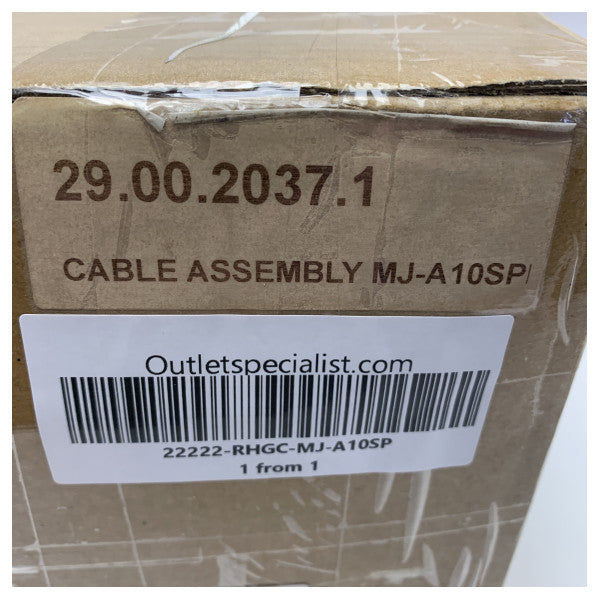 29.00.2037.1
CABLE ASSEMBLY MJ-A10SP
Outletspecialist.com
22222-RHGC-MJ-A10SP
1 from 1